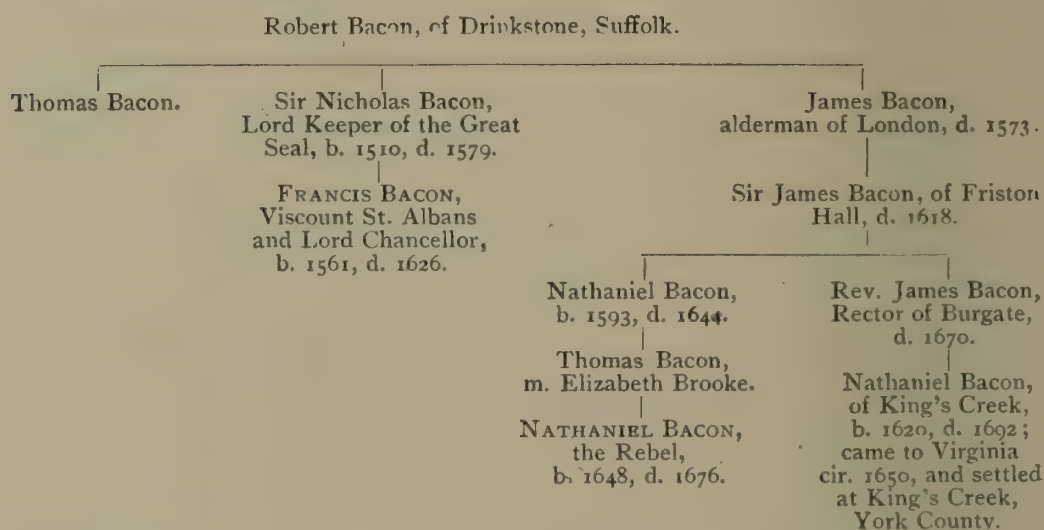 Robert Bacon, of Drinkstone, Suffolk.
Thomas Bacon.
Sir Nicholas Bacon,
Lord Keeper of the Great
Seal, b. 1510, d. 1579.
FRANCIS BACON,
Viscount St. Albans
and Lord Chancellor,
b. 1561, d. 1626.
James Bacon,
alderman of London, d. 1573.
Sir James Bacon, of Friston
Hall, d. 1618.
Nathaniel Bacon,
b. 1593, d. 1644.
Thomas Bacon,
m. Elizabeth Brooke.
NATHANIEL BACON,
the Rebel,
b. 1648, d. 1676.
Rev. James Bacon,
Rector of Burgate,
d. 1670.
Nathaniel Bacon,
of King's Creek,
b. 1620, d. 1692;
came to Virginia
cir. 1650, and settled
at King's Creek,
York County.